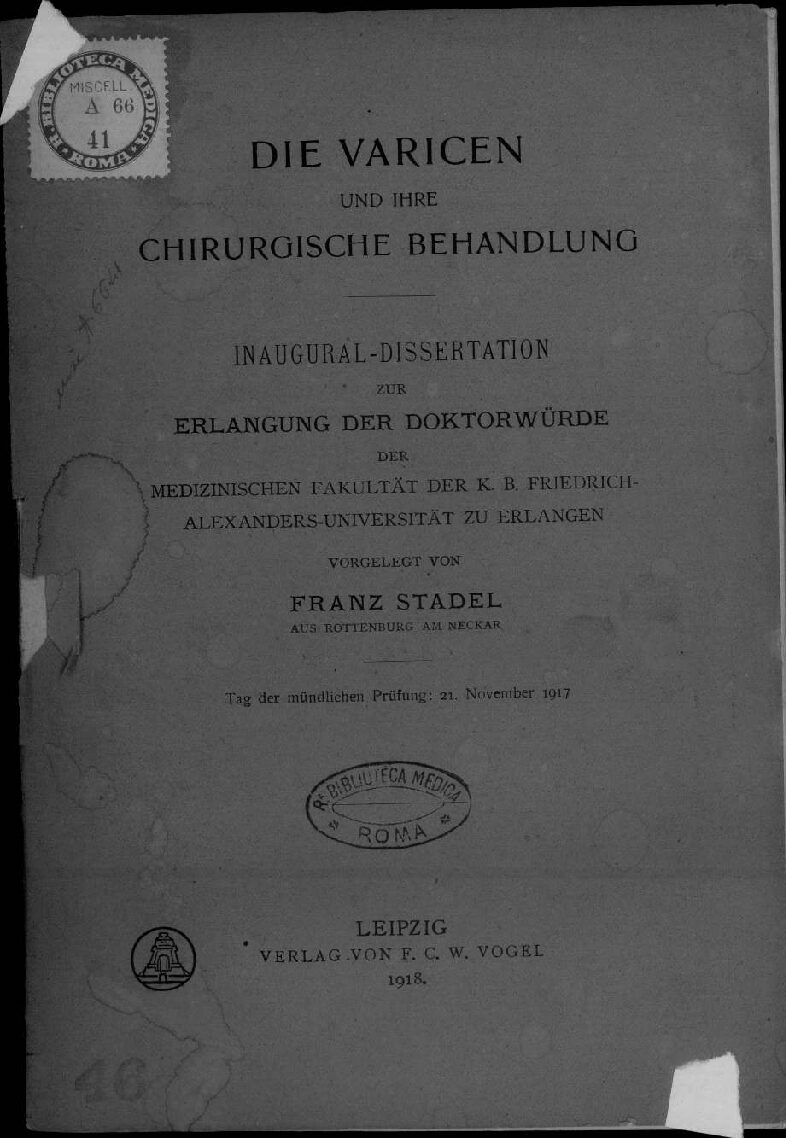 R. BIBLIOTECA MEDICA
MISCELL.
A 66
41
ROMA
DIE VARICEN
UND IHRE
CHIRURGISCHE BEHANDLUNG
INAUGURAL-DISSERTATION
ZUR
ERLANGUNG DER DOKTORWÜRDE
DER
MEDIZINISCHEN FAKULTÄT DER K. B. FRIEDRICH-
ALEXANDERS-UNIVERSITÄT ZU ERLANGEN
VORGELEGT VON
FRANZ STADEL
AUS ROTTENBURG AM NECKAR
Tag der mündlichen Prüfung: 21. November 1917
R. BIBLIOTECA MEDICA
ROMA
LEIPZIG
VERLAG VON F. C. W. VOGEL
1918.
46